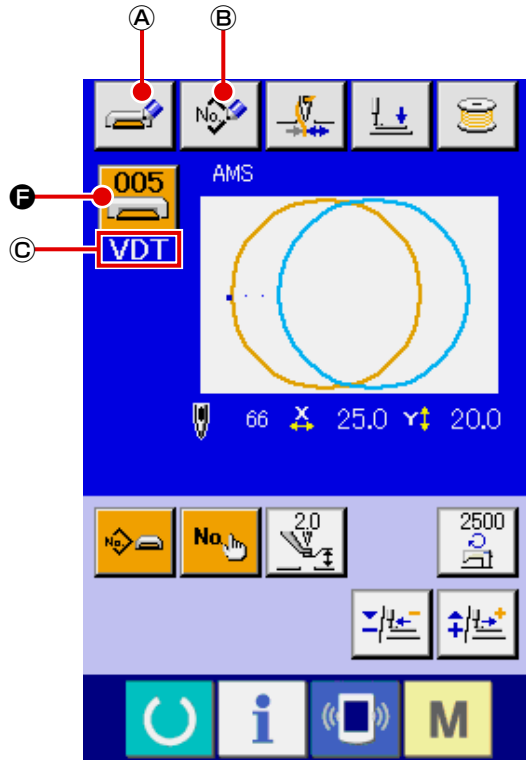 Ⓐ Ⓑ
No.
005 AMS
🅕
Ⓒ VDT
66 X 25.0 Y 20.0
No. No. 2.0 2500
i M